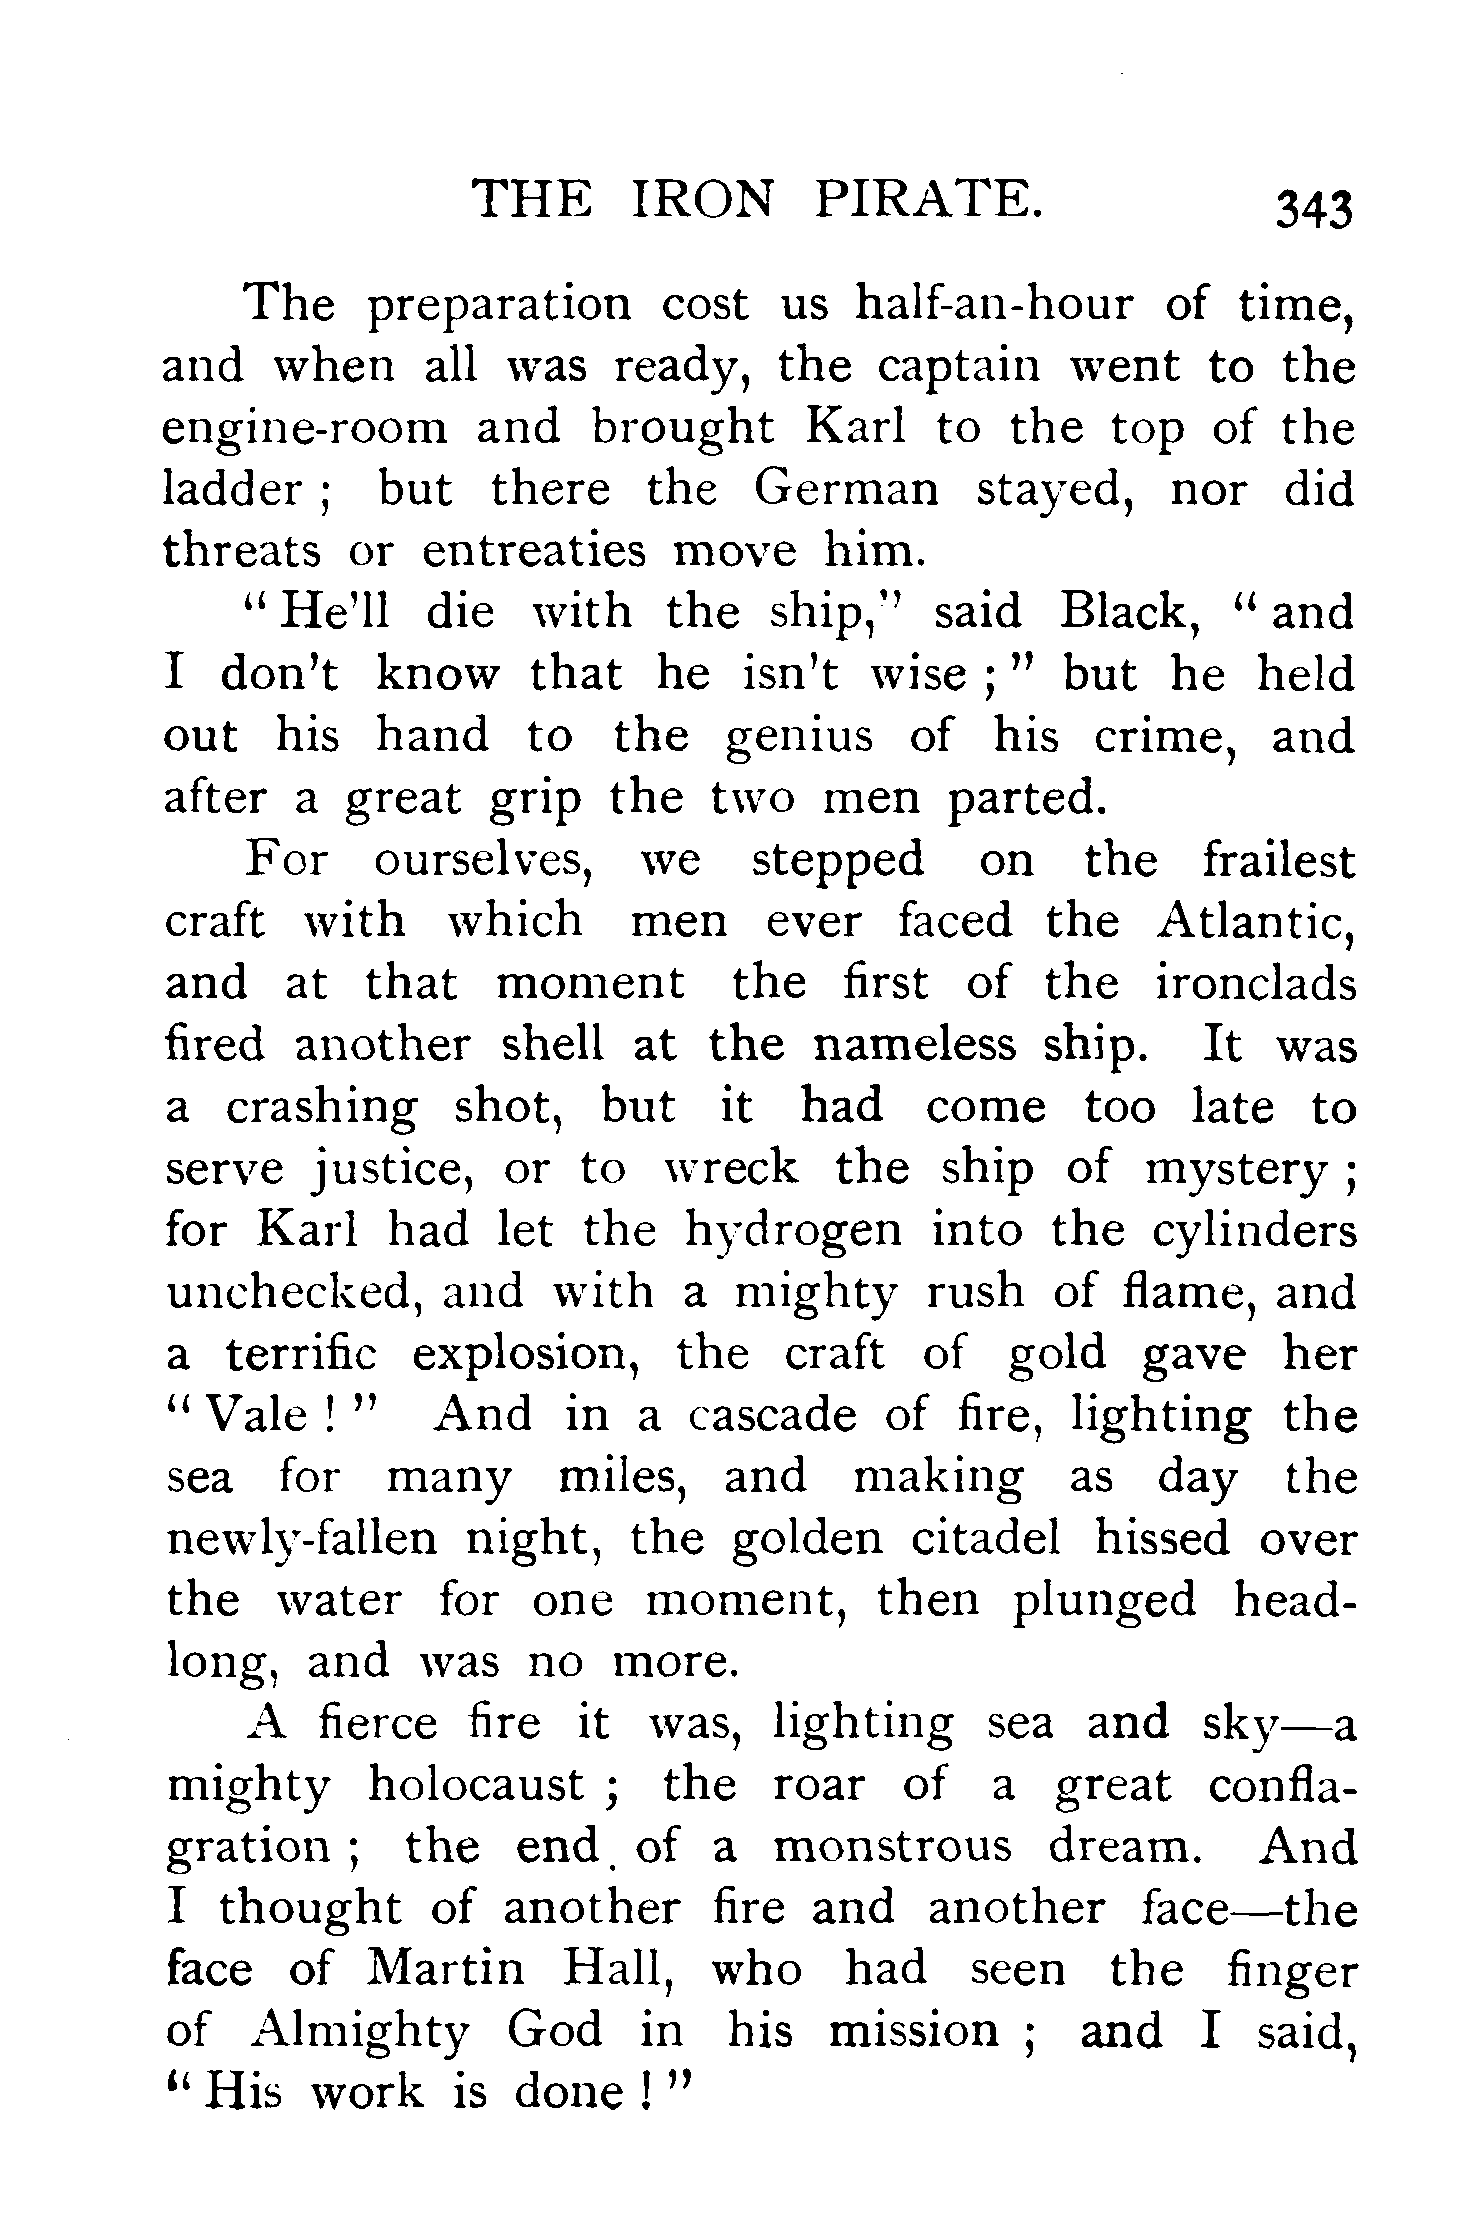 THE IRON PIRATE. 343
The preparation cost us half-an-hour of time,
and when all was ready, the captain went to the
engine-room and brought Karl to the top of the
ladder ; but there the German stayed, nor did
threats or entreaties move him.
“ He'll die with the ship,” said Black, “ and
I don't know that he isn't wise ; ” but he held
out his hand to the genius of his crime, and
after a great grip the two men parted.
For ourselves, we stepped on the frailest
craft with which men ever faced the Atlantic,
and at that moment the first of the ironclads
fired another shell at the nameless ship. It was
a crashing shot, but it had come too late to
serve justice, or to wreck the ship of mystery ;
for Karl had let the hydrogen into the cylinders
unchecked, and with a mighty rush of flame, and
a terrific explosion, the craft of gold gave her
“ Vale ! ” And in a cascade of fire, lighting the
sea for many miles, and making as day the
newly-fallen night, the golden citadel hissed over
the water for one moment, then plunged head-
long, and was no more.
A fierce fire it was, lighting sea and sky—a
mighty holocaust ; the roar of a great confla-
gration ; the end of a monstrous dream. And
I thought of another fire and another face—the
face of Martin Hall, who had seen the finger
of Almighty God in his mission ; and I said,
“ His work is done ! ”